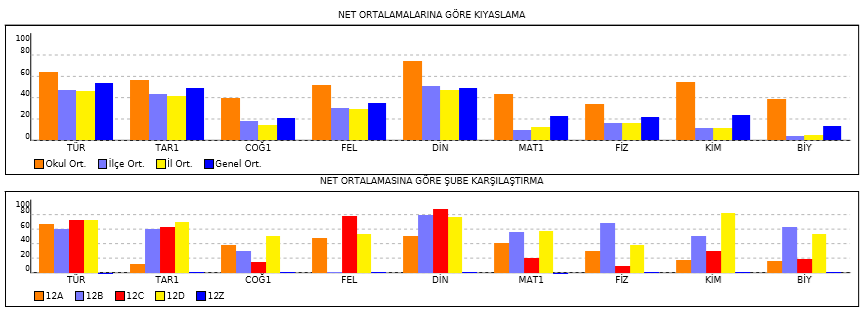 NET ORTALAMALARINA GÖRE KIYASLAMA
100
80
60
40
20
0
TÜR TAR1 COĞ1 FEL DİN MAT1 FİZ KİM BİY
Okul Ort. İlçe Ort. İl Ort. Genel Ort.
NET ORTALAMASINA GÖRE ŞUBE KARŞILAŞTIRMA
100
80
60
40
20
0
TÜR TAR1 COĞ1 FEL DİN MAT1 FİZ KİM BİY
12A 12B 12C 12D 12Z